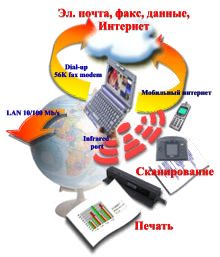 Эл. почта, факс, данные,
Интернет
Dial-up
56K fax modem
Мобильный интернет
LAN 10/100 Mb/s
Infrared
port
Сканирование
Печать